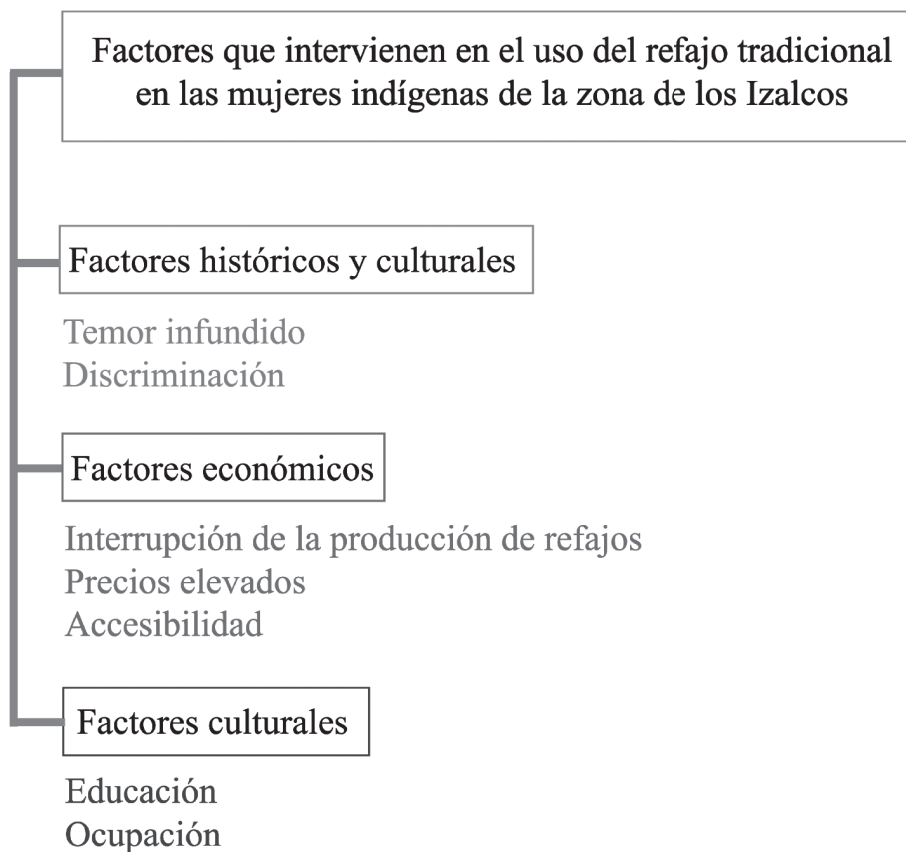 Factores que intervienen en el uso del refajo tradicional
en las mujeres indígenas de la zona de los Izalcos
Factores históricos y culturales
Temor infundido
Discriminación
Factores económicos
Interrupción de la producción de refajos
Precios elevados
Accesibilidad
Factores culturales
Educación
Ocupación